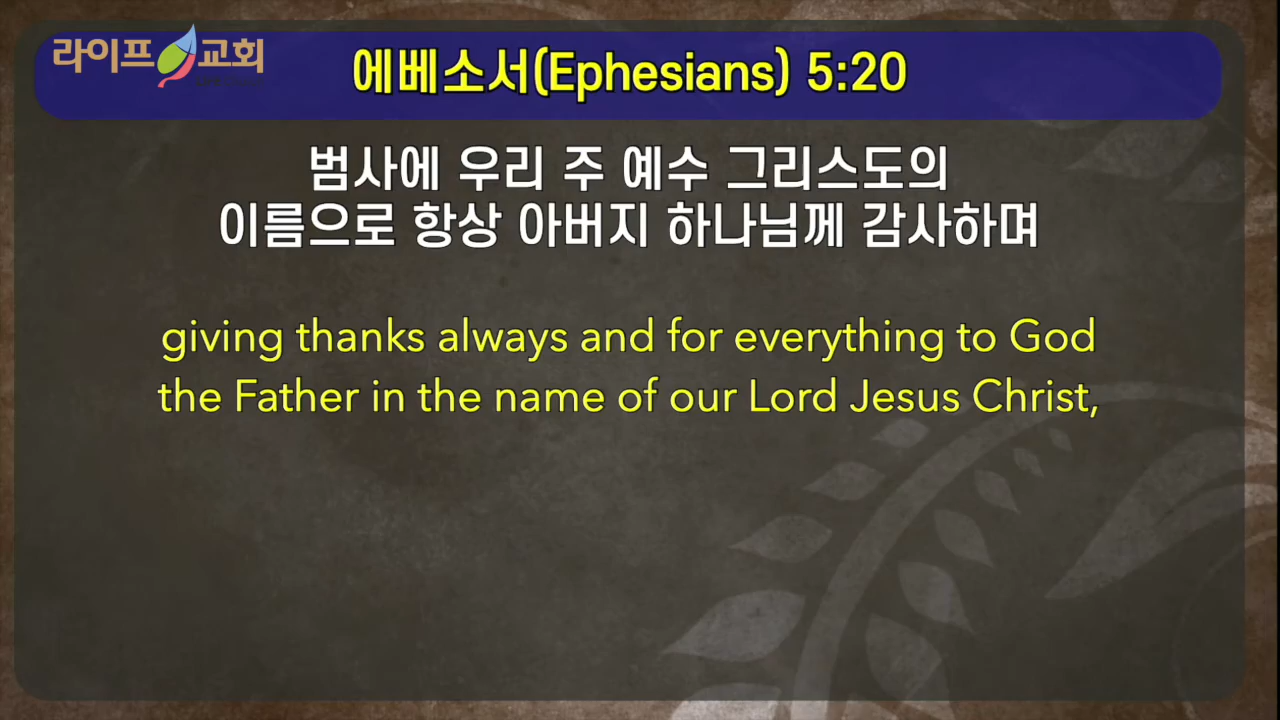 라이프 교회
에베소서(Ephesians) 5:20
범사에 우리 주 예수 그리스도의
이름으로 항상 아버지 하나님께 감사하며
giving thanks always and for everything to God
the Father in the name of our Lord Jesus Christ,